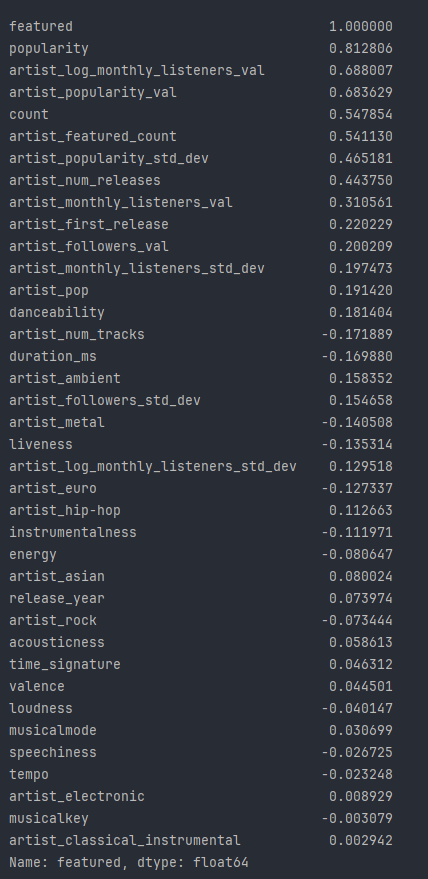 featured 1.000000
popularity 0.812806
artist_log_monthly_listeners_val 0.688007
artist_popularity_val 0.683629
count 0.547854
artist_featured_count 0.541130
artist_popularity_std_dev 0.465181
artist_num_releases 0.443750
artist_monthly_listeners_val 0.310561
artist_first_release 0.220229
artist_followers_val 0.200209
artist_monthly_listeners_std_dev 0.197473
artist_pop 0.191420
danceability 0.181404
artist_num_tracks -0.171889
duration_ms -0.169880
artist_ambient 0.158352
artist_followers_std_dev 0.154658
artist_metal -0.140508
liveness -0.135314
artist_log_monthly_listeners_std_dev 0.129518
artist_euro -0.127337
artist_hip-hop 0.112663
instrumentalness -0.111971
energy -0.080647
artist_asian 0.080024
release_year 0.073974
artist_rock -0.073444
acousticness 0.058613
time_signature 0.046312
valence 0.044501
loudness -0.040147
musicalmode 0.030699
speechiness -0.026725
tempo -0.023248
artist_electronic 0.008929
musicalkey -0.003079
artist_classical_instrumental 0.002942
Name: featured, dtype: float64